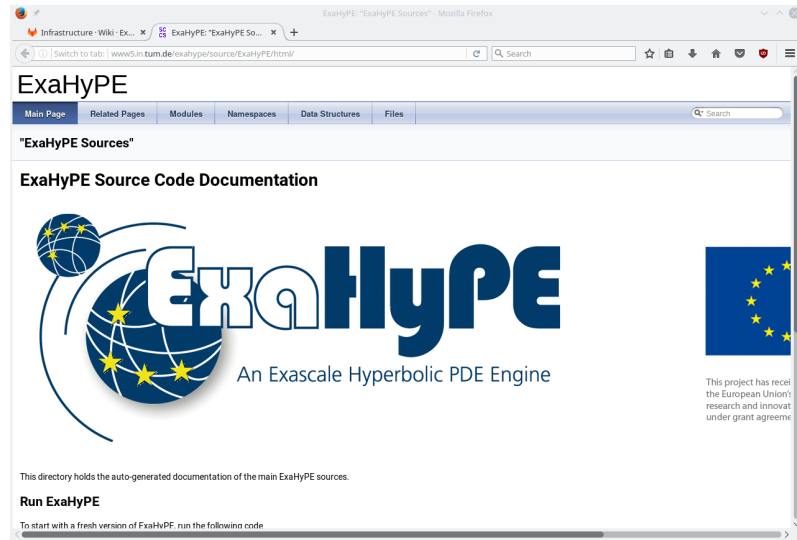 ExaHyPE: "ExaHyPE Sources" - Mozilla Firefox
Infrastructure · Wiki · Ex... × SC CS ExaHyPE: "ExaHyPE So... × +
Switch to tab: www5.in.tum.de/exahype/source/ExaHyPE/html/ Search
ExaHyPE
Main Page Related Pages Modules Namespaces Data Structures Files Search
"ExaHyPE Sources"
ExaHyPE Source Code Documentation
ExaHyPE
An Exascale Hyperbolic PDE Engine
This project has recei
the European Union's
research and innovat
under grant agreeme
This directory holds the auto-generated documentation of the main ExaHyPE sources.
Run ExaHyPE
To start with a fresh version of ExaHyPE, run the following code